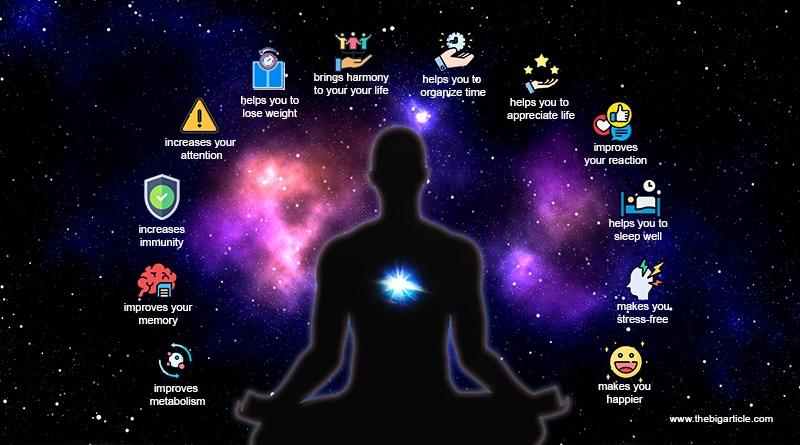 improves
metabolism
improves your
memory
increases
immunity
increases your
attention
helps you to
lose weight
brings harmony
to your your life
helps you to
organize time
helps you to
appreciate life
improves
your reaction
helps you to
sleep well
makes you
stress-free
makes you
happier
www.thebigarticle.com